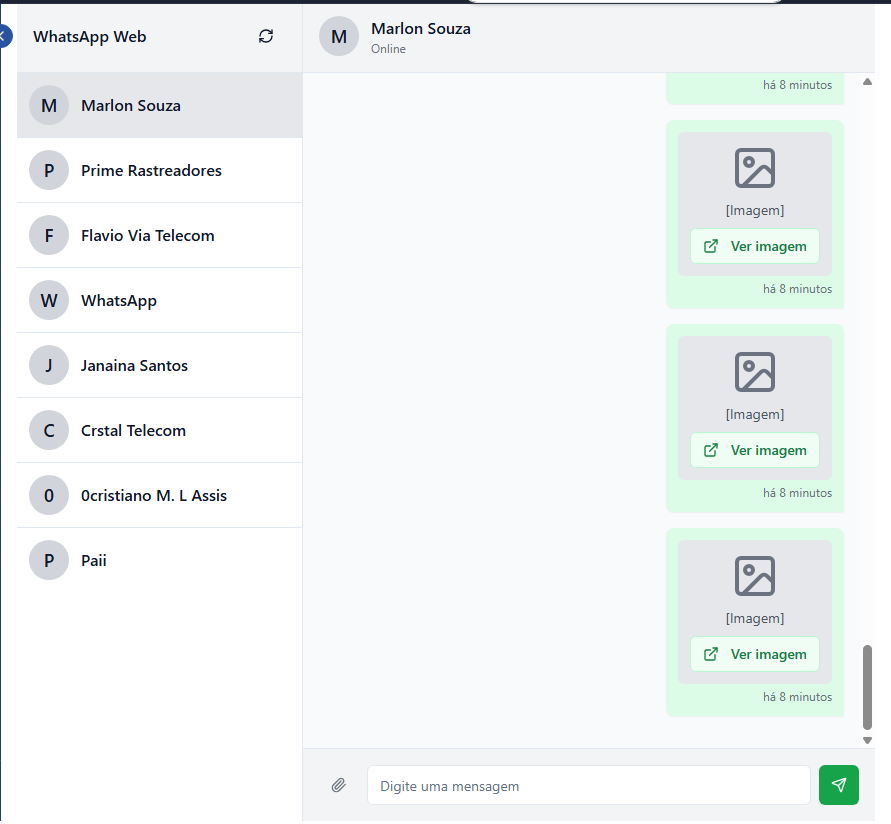 WhatsApp Web
M
Marlon Souza
P
Prime Rastreadores
F
Flavio Via Telecom
W
WhatsApp
J
Janaina Santos
C
Crstal Telecom
0
0cristiano M. L Assis
P
Paii
M
Marlon Souza
Online
há 8 minutos
[Imagem]
Ver imagem
há 8 minutos
[Imagem]
Ver imagem
há 8 minutos
[Imagem]
Ver imagem
há 8 minutos
Digite uma mensagem